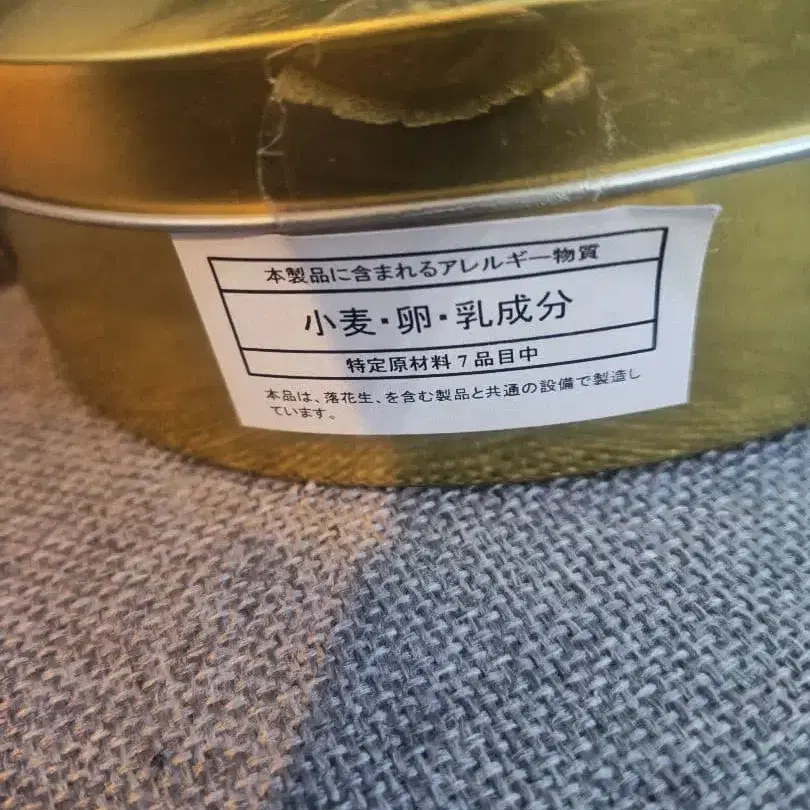 本製品に含まれるアレルギー物質
小麦・卵・乳成分
特定原材料7品目中
本品は、落花生、を含む製品と共通の設備で製造し
ています。